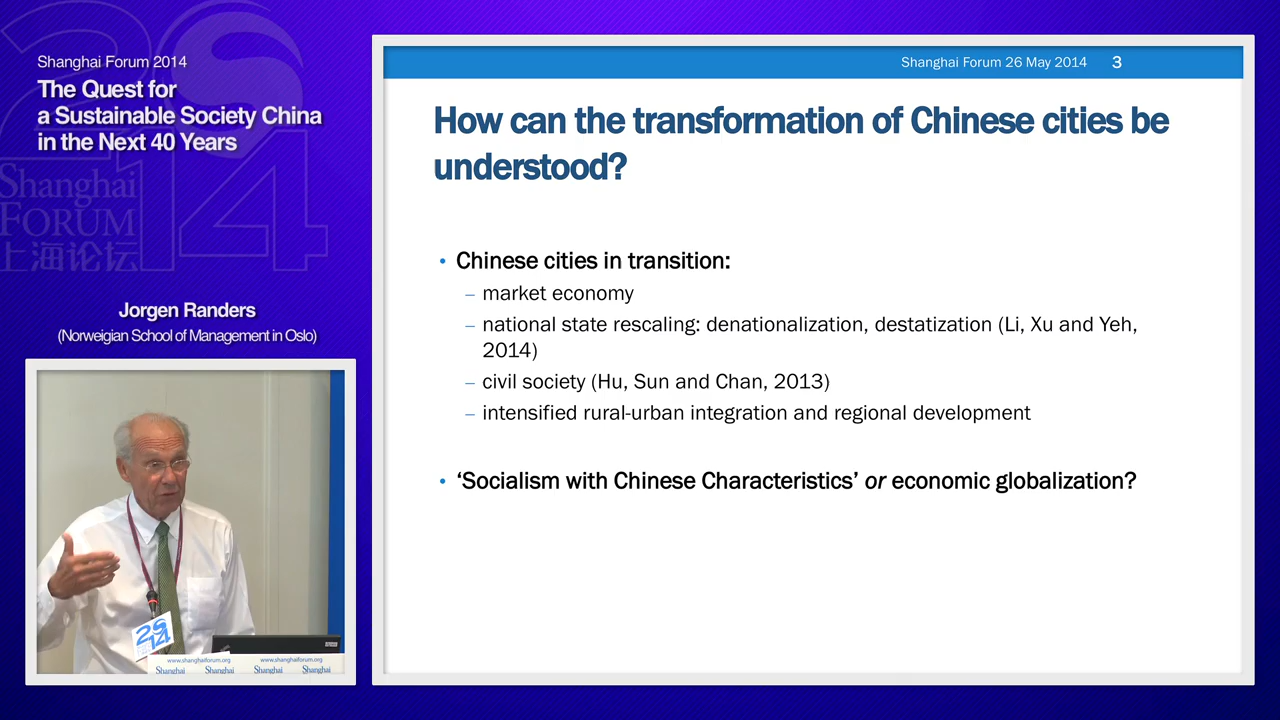 Shanghai Forum 2014
The Quest for
a Sustainable Society China
in the Next 40 Years
Shanghai
FORUM
上海论坛
2014
Jorgen Randers
(Norwegian School of Management in Oslo)
2014
www.shanghaiforum.org www.shanghaiforum.org
Shanghai Shanghai Shanghai Shanghai
Shanghai Forum 26 May 2014 3
How can the transformation of Chinese cities be
understood?
• Chinese cities in transition:
– market economy
– national state rescaling: denationalization, destatization (Li, Xu and Yeh,
2014)
– civil society (Hu, Sun and Chan, 2013)
– intensified rural-urban integration and regional development
• ‘Socialism with Chinese Characteristics’ or economic globalization?